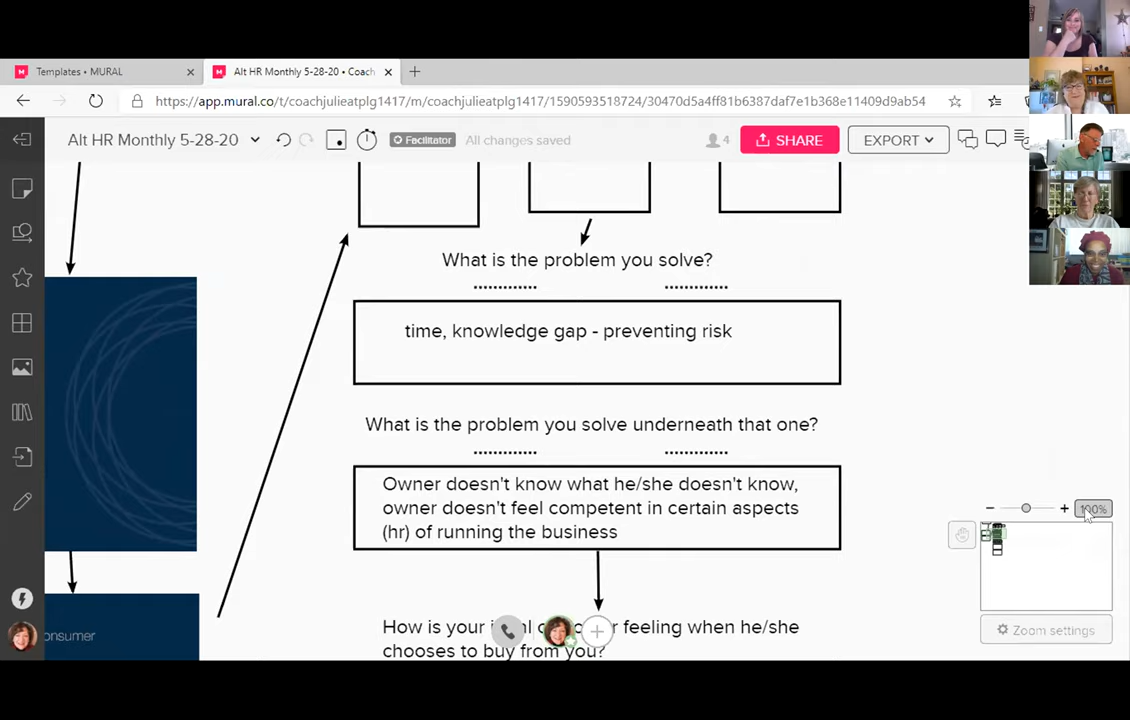 Templates • MURAL
Alt HR Monthly 5-28-20 • Coach
https://app.mural.co/t/coachjulieatplg1417/m/coachjulieatplg1417/1590593518724/30470d5a4ff81b6387daf7e1b368e11409d9ab54
Alt HR Monthly 5-28-20
Facilitator
All changes saved
4
SHARE
EXPORT
What is the problem you solve?
time, knowledge gap - preventing risk
What is the problem you solve underneath that one?
Owner doesn't know what he/she doesn't know,
owner doesn't feel competent in certain aspects
(hr) of running the business
100%
Zoom settings
onsumer
How is your feeling when he/she
chooses to buy from you?